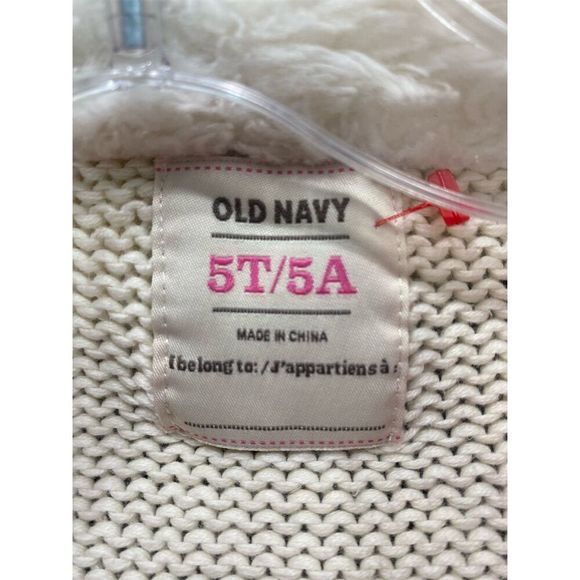 OLD NAVY
5T/5A
MADE IN CHINA
I belong to: / J'appartiens à :